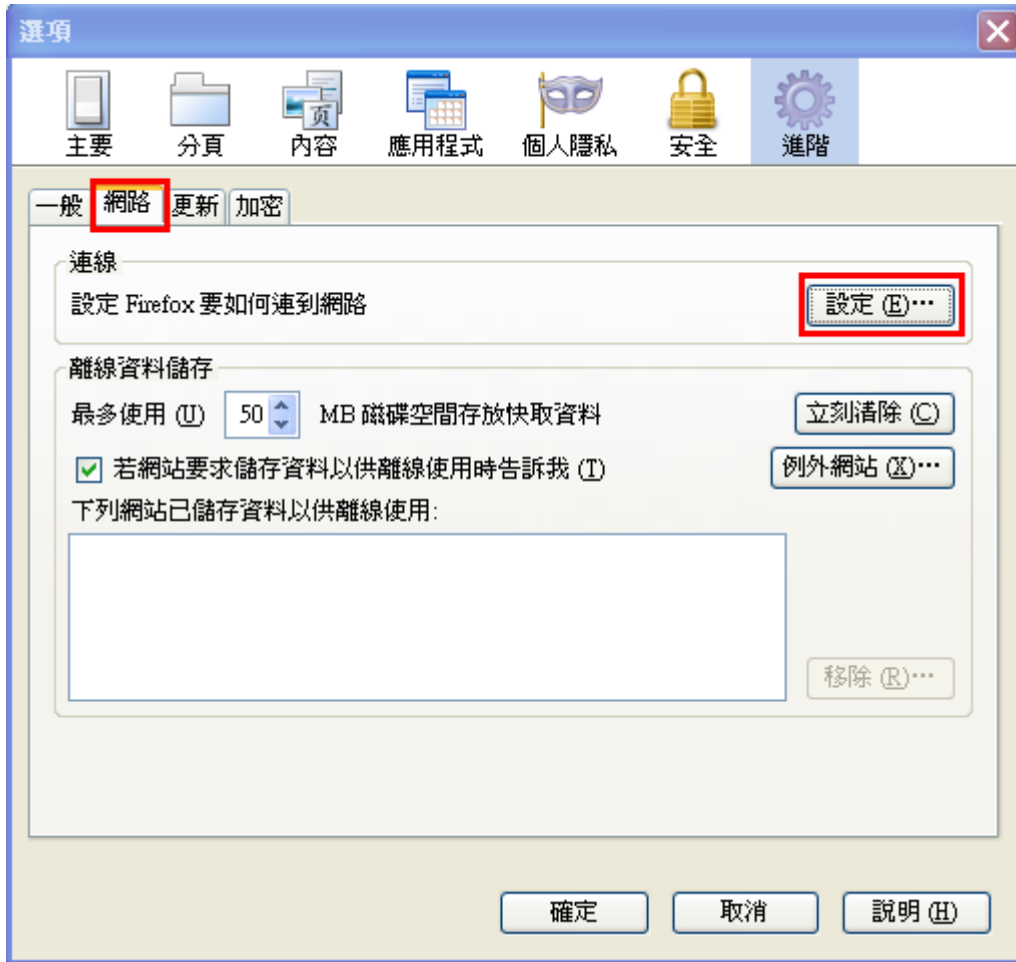 選項
主要 分頁 內容 應用程式 個人隱私 安全 進階
一般 網路 更新 加密
連線
設定 Firefox 要如何連到網路 設定 (E)...
離線資料儲存
最多使用 (U) 50 MB 磁碟空間存放快取資料 立刻清除 (C)
若網站要求儲存資料以供離線使用時告訴我 (T) 例外網站 (X)...
下列網站已儲存資料以供離線使用:
移除 (R)...
確定 取消 說明 (H)